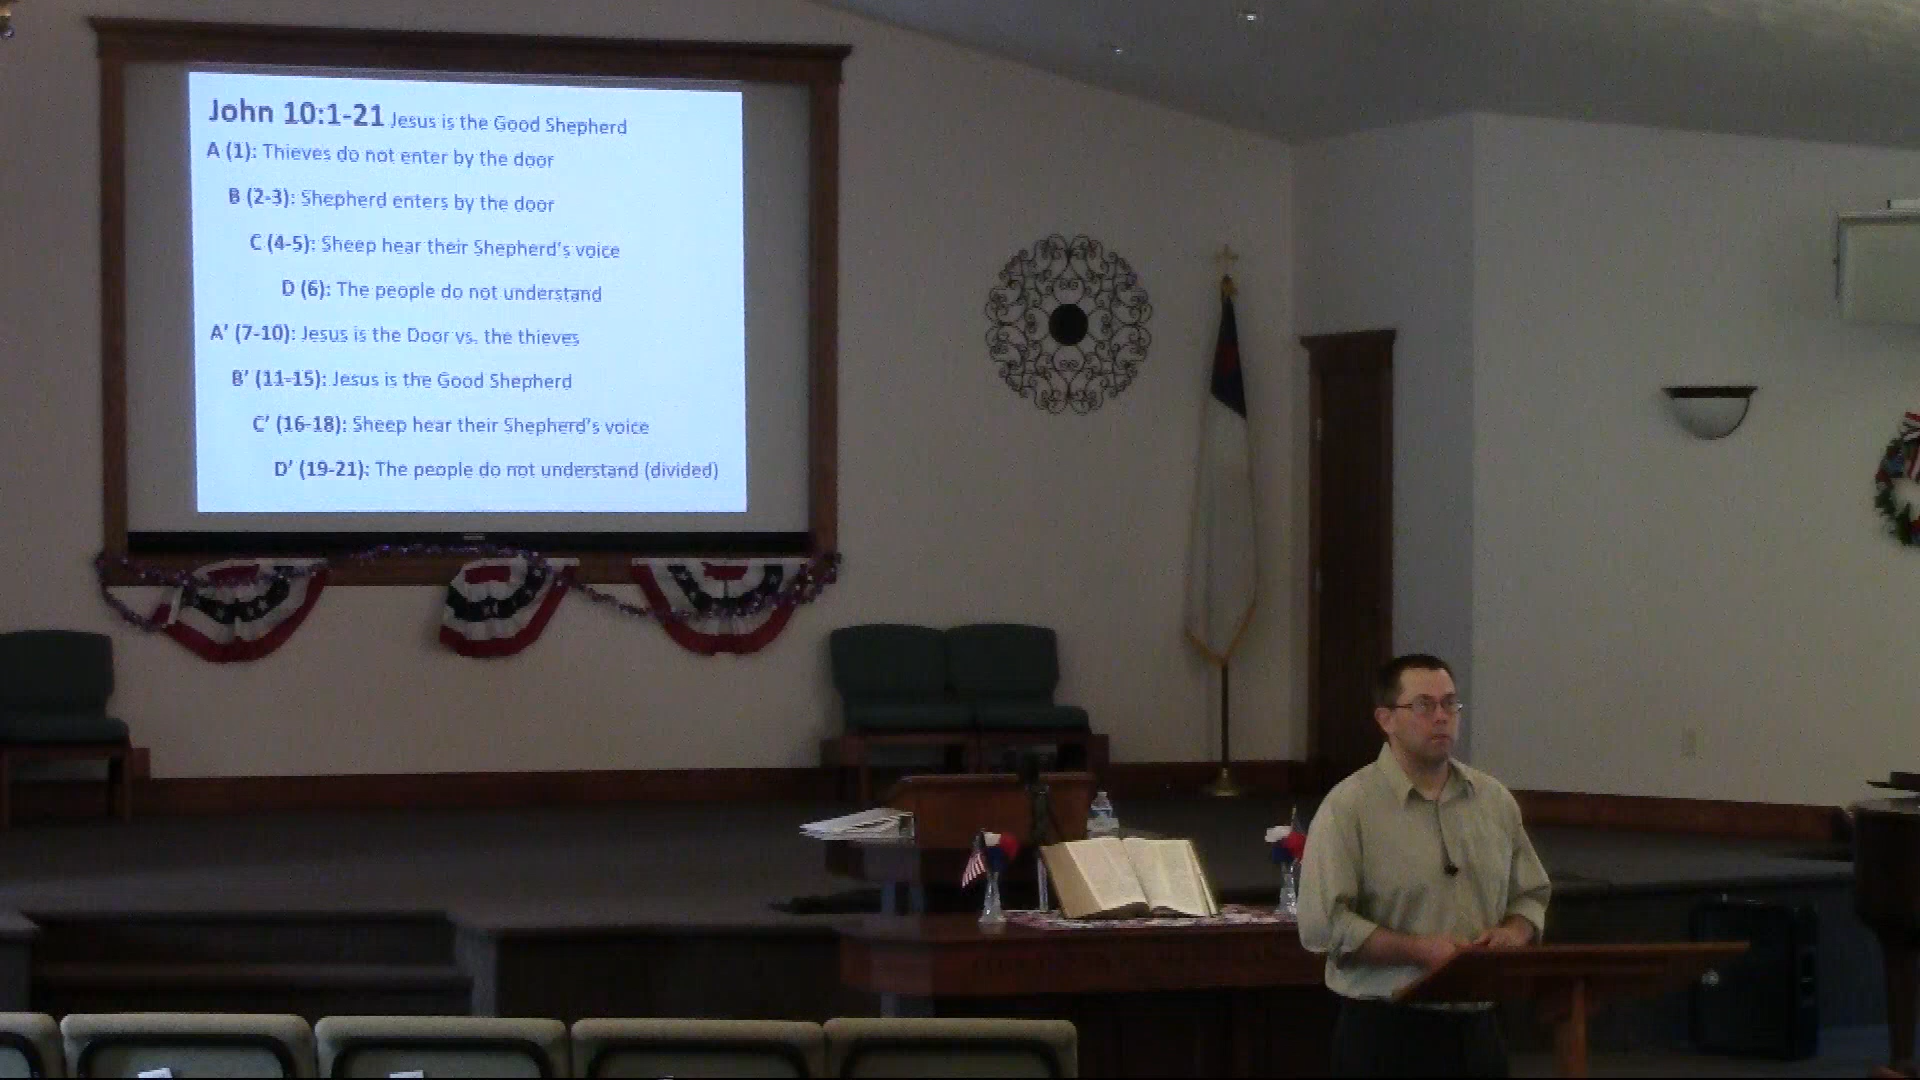 John 10:1-21 Jesus is the Good Shepherd
A (1): Thieves do not enter by the door
B (2-3): Shepherd enters by the door
C (4-5): Sheep hear their Shepherd's voice
D (6): The people do not understand
A' (7-10): Jesus is the Door vs. the thieves
B' (11-15): Jesus is the Good Shepherd
C' (16-18): Sheep hear their Shepherd's voice
D' (19-21): The people do not understand (divided)